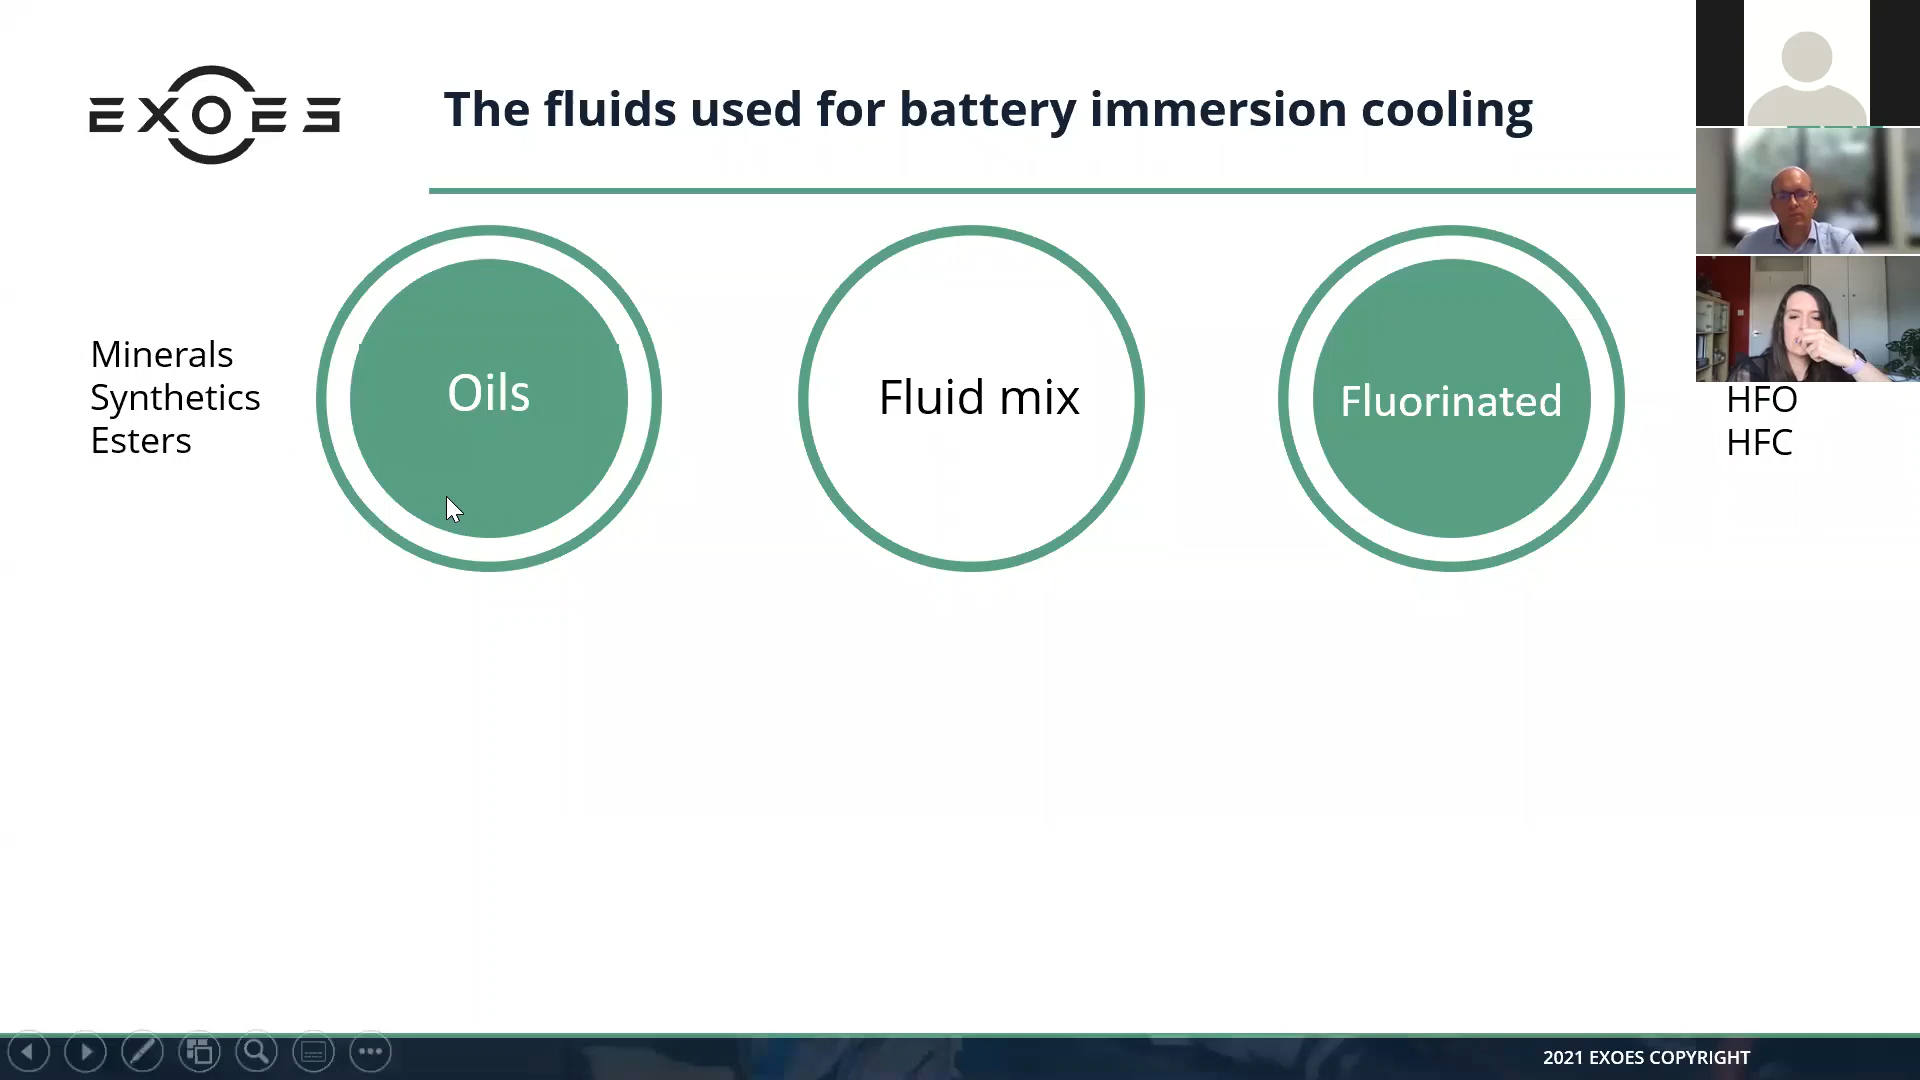 EXOES
The fluids used for battery immersion cooling
Minerals
Synthetics
Esters
Oils
Fluid mix
Fluorinated
HFO
HFC
2021 EXOES COPYRIGHT